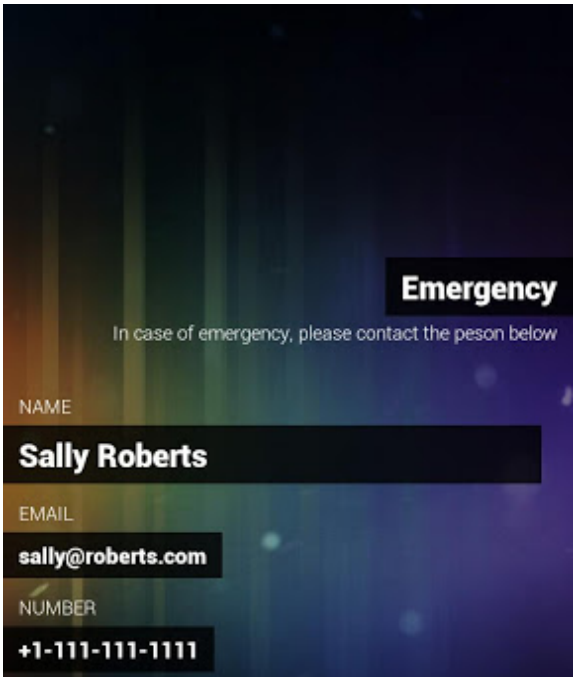 Emergency
In case of emergency, please contact the peson below
NAME
Sally Roberts
EMAIL
sally@roberts.com
NUMBER
+1-111-111-1111